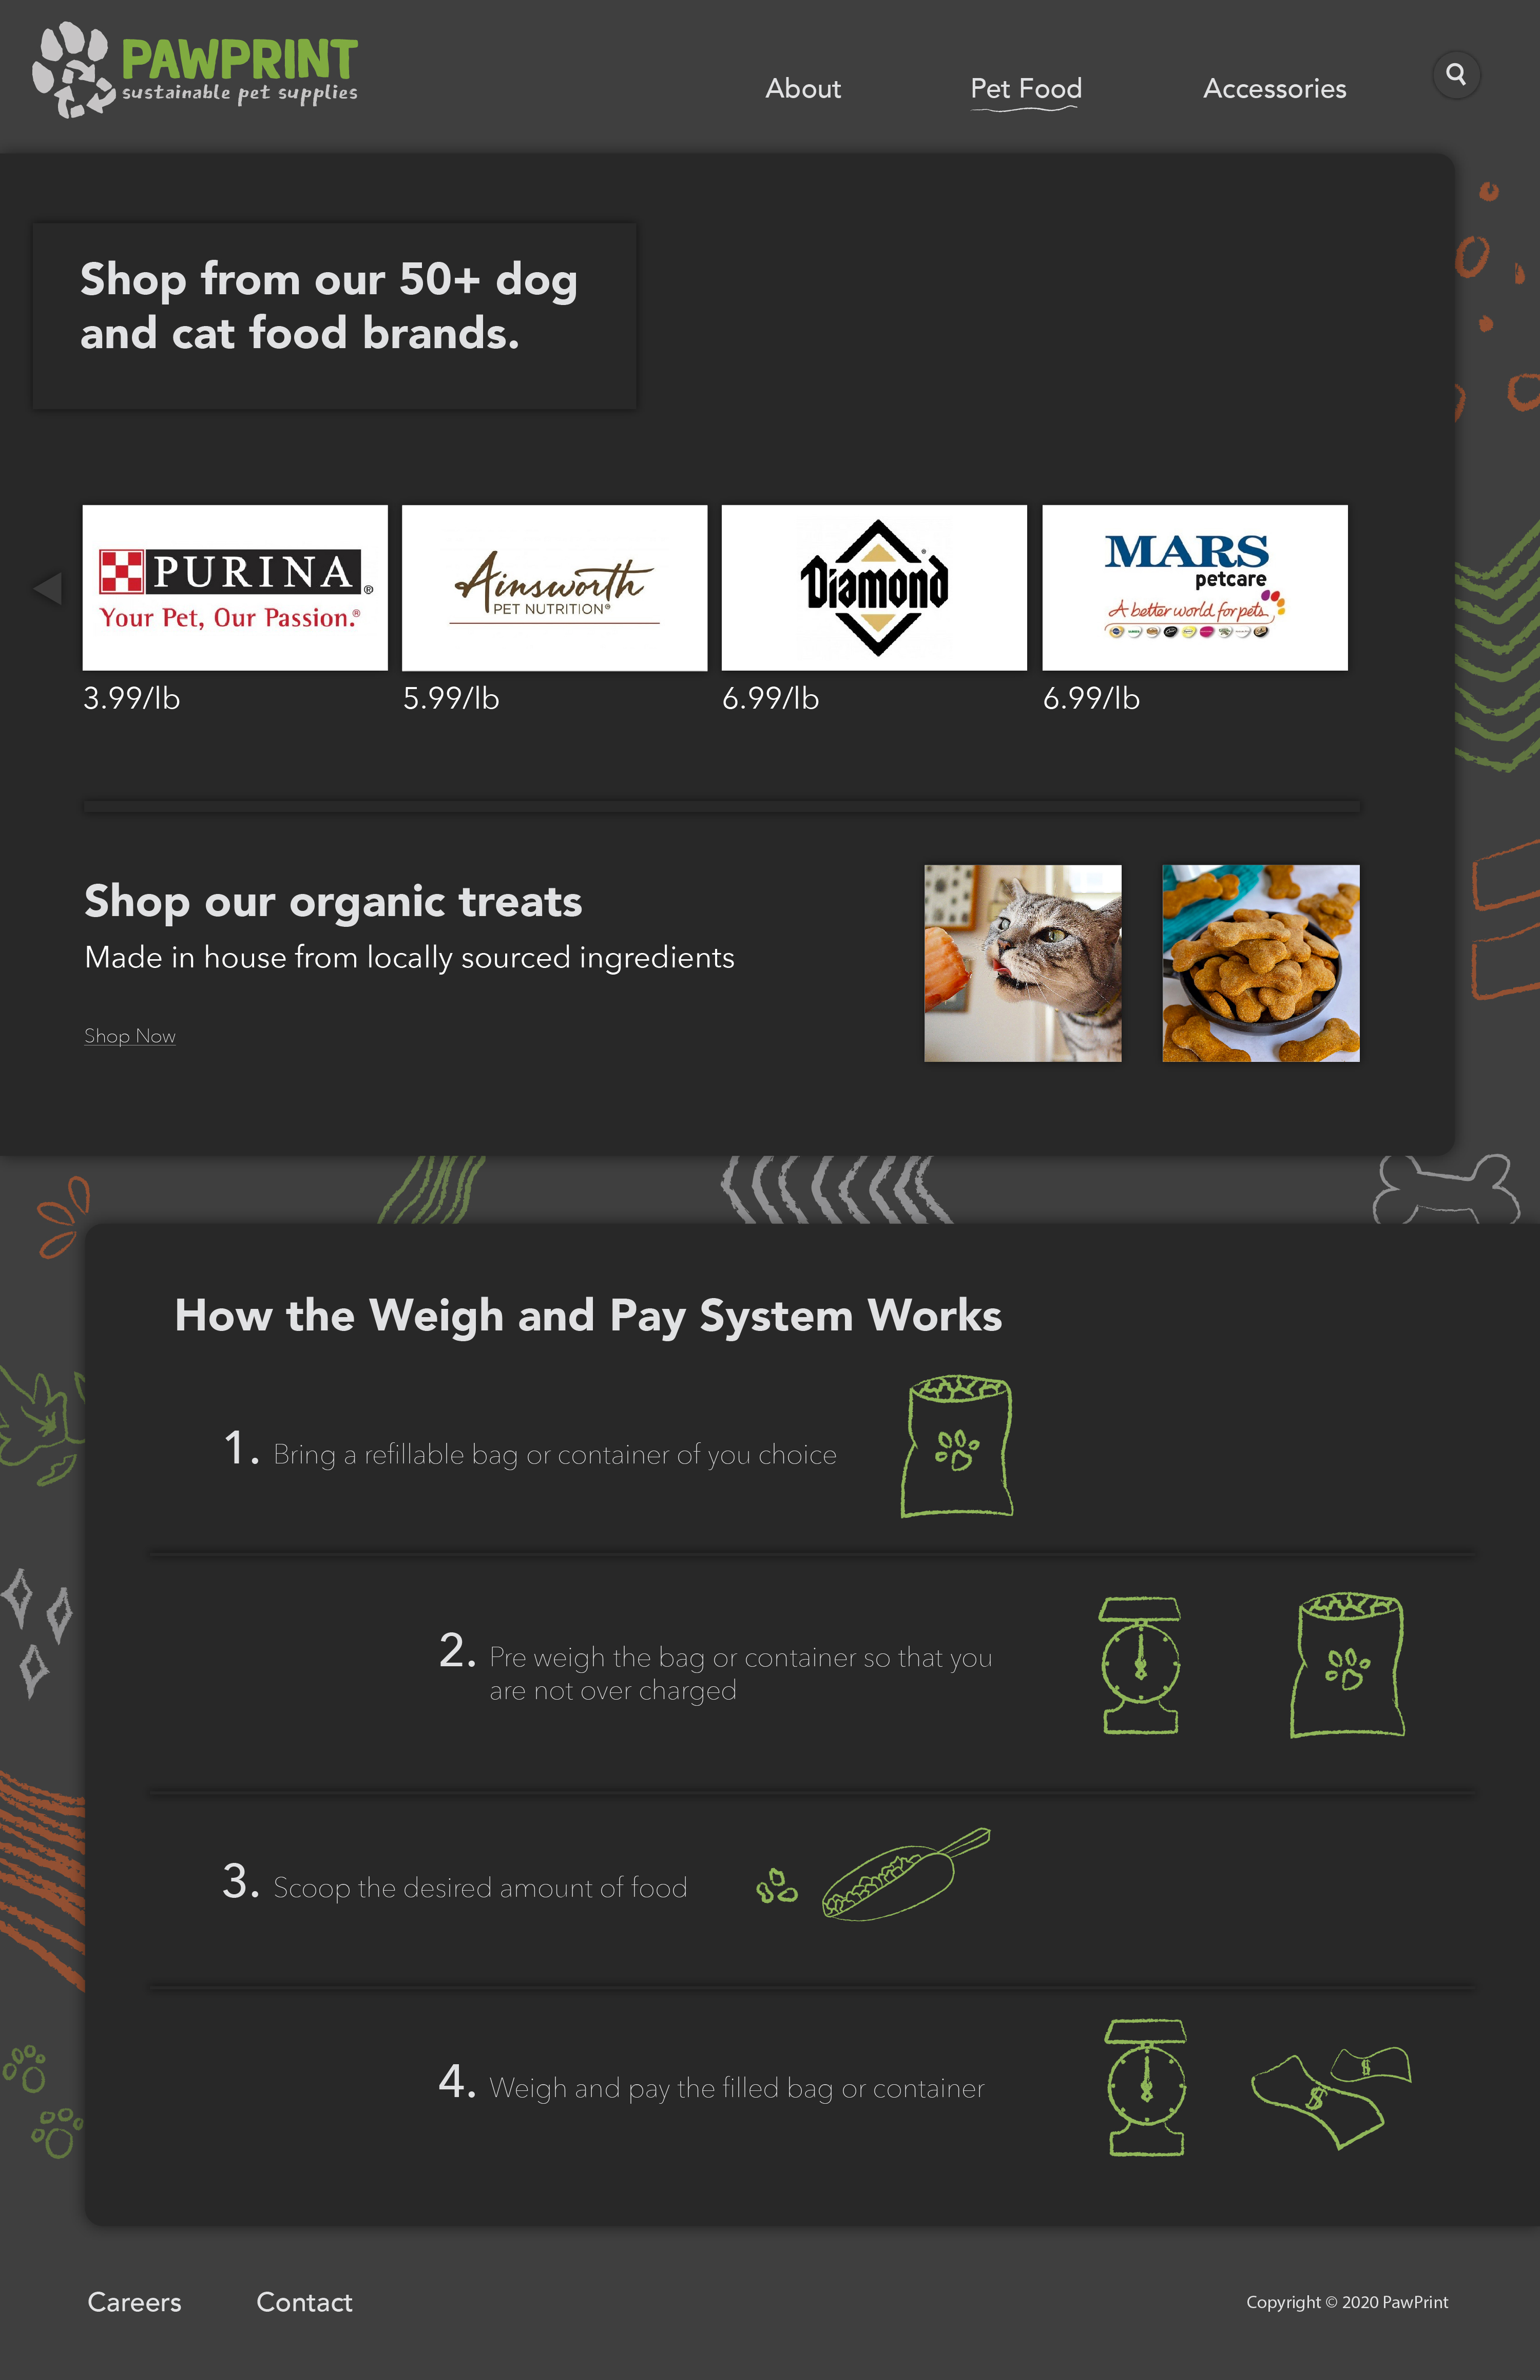 PAWPRINT
sustainable pet supplies
About
Pet Food
Accessories
Shop from our 50+ dog
and cat food brands.
PURINA®
Your Pet, Our Passion.®
Ainsworth
PET NUTRITION®
Diamond®
MARS
petcare
A better world for pets
3.99/lb
5.99/lb
6.99/lb
6.99/lb
Shop our organic treats
Made in house from locally sourced ingredients
Shop Now
How the Weigh and Pay System Works
1. Bring a refillable bag or container of you choice
2. Pre weigh the bag or container so that you
are not over charged
3. Scoop the desired amount of food
4. Weigh and pay the filled bag or container
$
$
Careers
Contact
Copyright © 2020 PawPrint